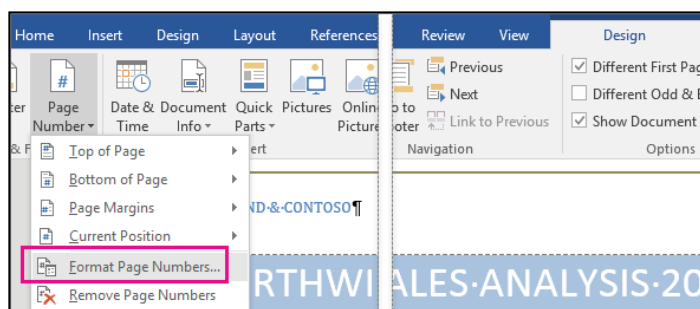 Home Insert Design Layout References Review View Design
Page Number
Date & Time
Document Info
Quick Parts
Pictures
Online Pictures
Previous
Next
Link to Previous
Different First
Different Odd &
Show Document
Navigation
Options
Top of Page
Bottom of Page
Page Margins
Current Position
Format Page Numbers...
Remove Page Numbers
ND·&·CONTOSO¶
RTHWI ALES·ANALYSIS·20